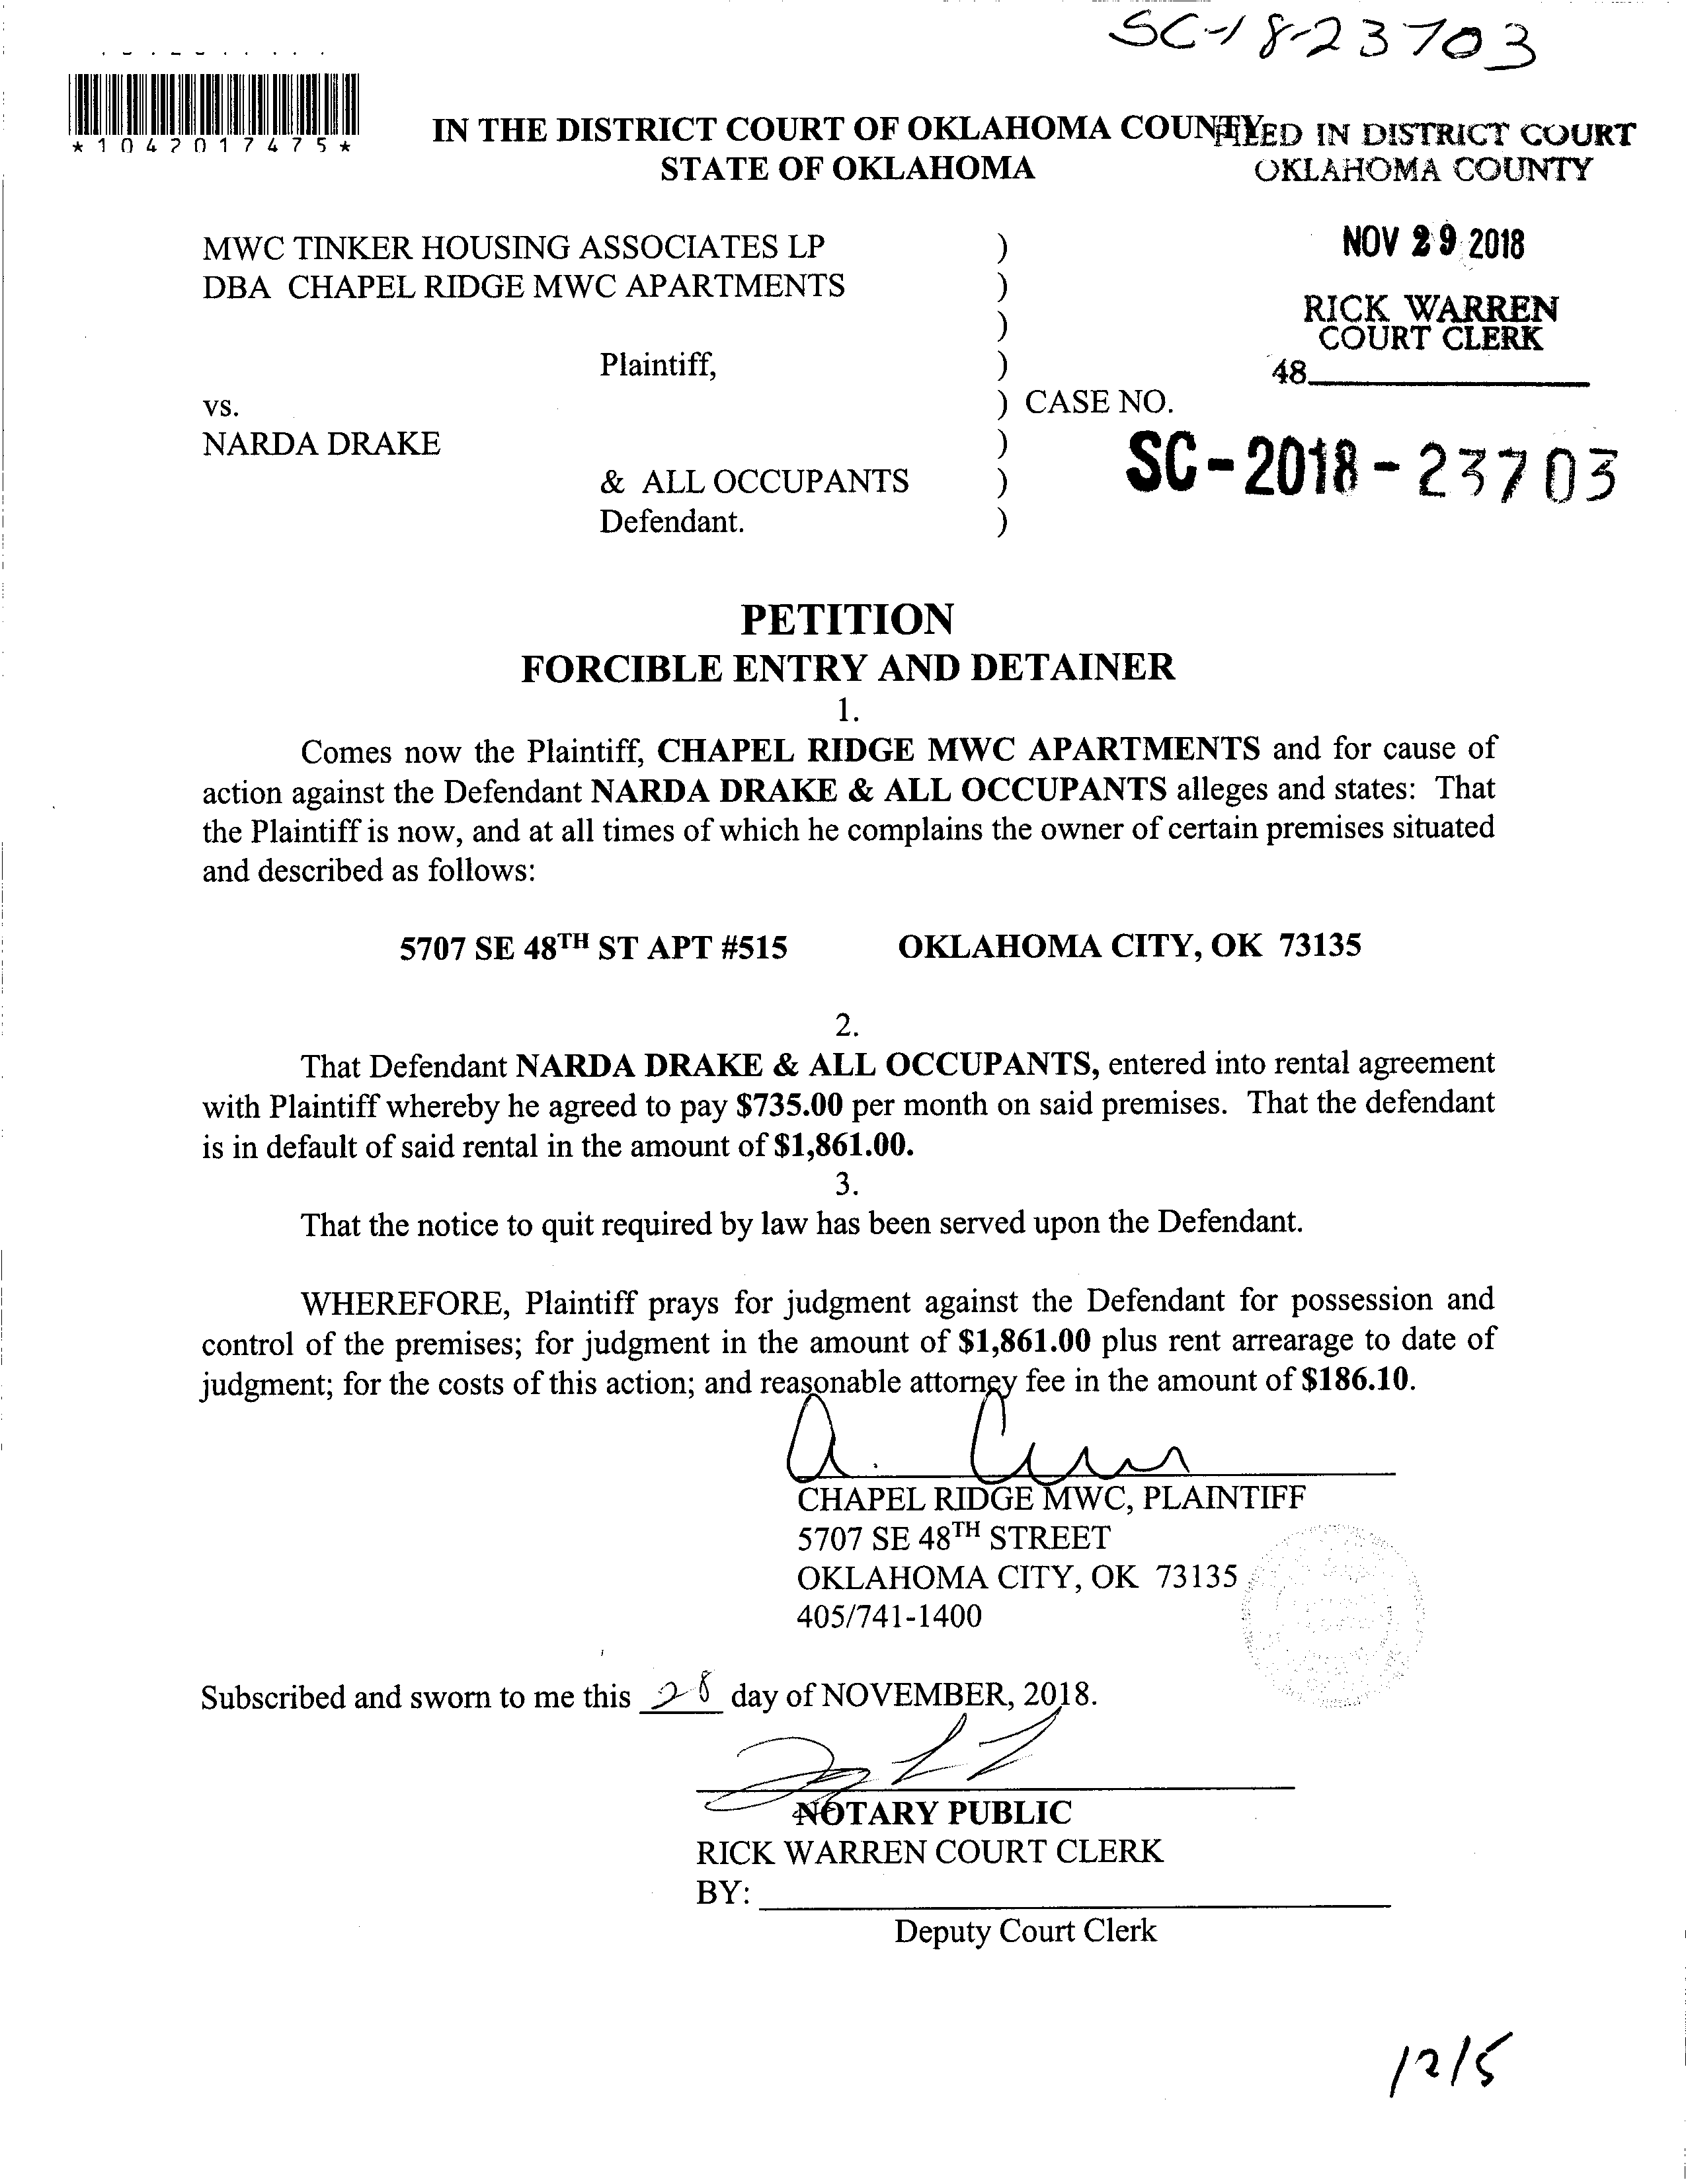 SC-18-23703
*1042017475*
IN THE DISTRICT COURT OF OKLAHOMA COUNTY
STATE OF OKLAHOMA
FILED IN DISTRICT COURT
OKLAHOMA COUNTY
NOV 29 2018
RICK WARREN
COURT CLERK
48
MWC TINKER HOUSING ASSOCIATES LP )
DBA CHAPEL RIDGE MWC APARTMENTS )
)
Plaintiff, )
vs. ) CASE NO.
NARDA DRAKE )
SC-2018-23703
& ALL OCCUPANTS )
Defendant. )
PETITION
FORCIBLE ENTRY AND DETAINER
1.
Comes now the Plaintiff, CHAPEL RIDGE MWC APARTMENTS and for cause of
action against the Defendant NARDA DRAKE & ALL OCCUPANTS alleges and states: That
the Plaintiff is now, and at all times of which he complains the owner of certain premises situated
and described as follows:
5707 SE 48TH ST APT #515 OKLAHOMA CITY, OK 73135
2.
That Defendant NARDA DRAKE & ALL OCCUPANTS, entered into rental agreement
with Plaintiff whereby he agreed to pay $735.00 per month on said premises. That the defendant
is in default of said rental in the amount of $1,861.00.
3.
That the notice to quit required by law has been served upon the Defendant.
WHEREFORE, Plaintiff prays for judgment against the Defendant for possession and
control of the premises; for judgment in the amount of $1,861.00 plus rent arrearage to date of
judgment; for the costs of this action; and reasonable attorney fee in the amount of $186.10.
CHAPEL RIDGE MWC, PLAINTIFF
5707 SE 48TH STREET
OKLAHOMA CITY, OK 73135
405/741-1400
Subscribed and sworn to me this 28 day of NOVEMBER, 2018.
NOTARY PUBLIC
RICK WARREN COURT CLERK
BY:
Deputy Court Clerk
12/5